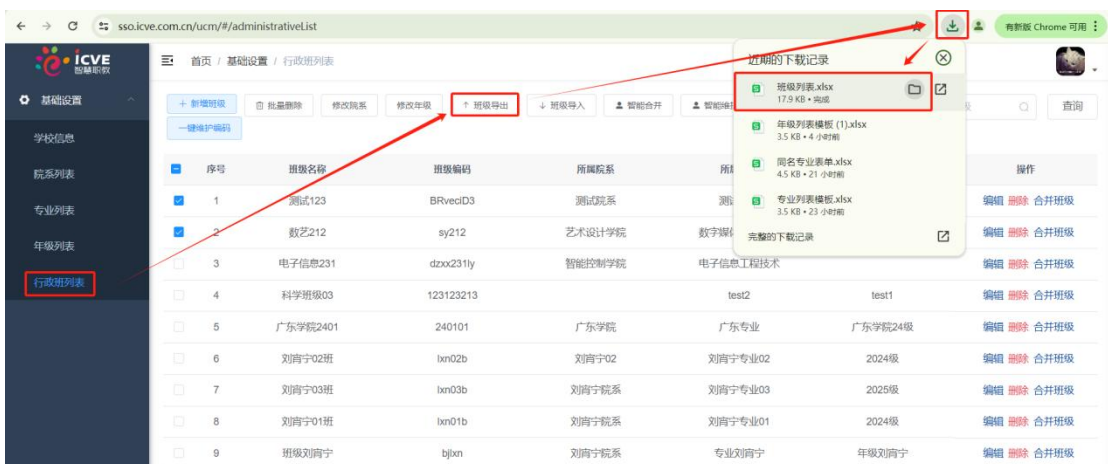 sso.icve.com.cn/ucm/#/administrativeList
有新版 Chrome 可用
icve
智慧职教
首页 / 基础设置 / 行政班列表
近期的下载记录
班级列表.xlsx
17.9 KB • 完成
年级列表模板 (1).xlsx
3.5 KB • 4 小时前
同名专业表单.xlsx
4.5 KB • 21 小时前
专业列表模板.xlsx
3.5 KB • 23 小时前
完整的下载记录
基础设置
学校信息
院系列表
专业列表
年级列表
行政班列表
+ 新增班级 批量删除 修改院系 修改年级 ↑ 班级导出 ↓ 班级导入 智能合并 智能维 查询
一键维护编码
序号 班级名称 班级编码 所属院系 所 操作
1 测试123 BRveciD3 测试院系 测 编辑 删除 合并班级
2 数艺212 sy212 艺术设计学院 数字媒 编辑 删除 合并班级
3 电子信息231 dzxx231ly 智能控制学院 电子信息工程技术 编辑 删除 合并班级
4 科学班级03 123123213 test2 test1 编辑 删除 合并班级
5 广东学院2401 240101 广东学院 广东专业 广东学院24级 编辑 删除 合并班级
6 刘肖宁02班 lxn02b 刘肖宁02 刘肖宁专业02 2024级 编辑 删除 合并班级
7 刘肖宁03班 lxn03b 刘肖宁院系 刘肖宁专业03 2025级 编辑 删除 合并班级
8 刘肖宁01班 lxn01b 刘肖宁院系 刘肖宁专业01 2024级 编辑 删除 合并班级
9 班级刘肖宁 bjlxn 刘肖宁院系 专业刘肖宁 年级刘肖宁 编辑 删除 合并班级